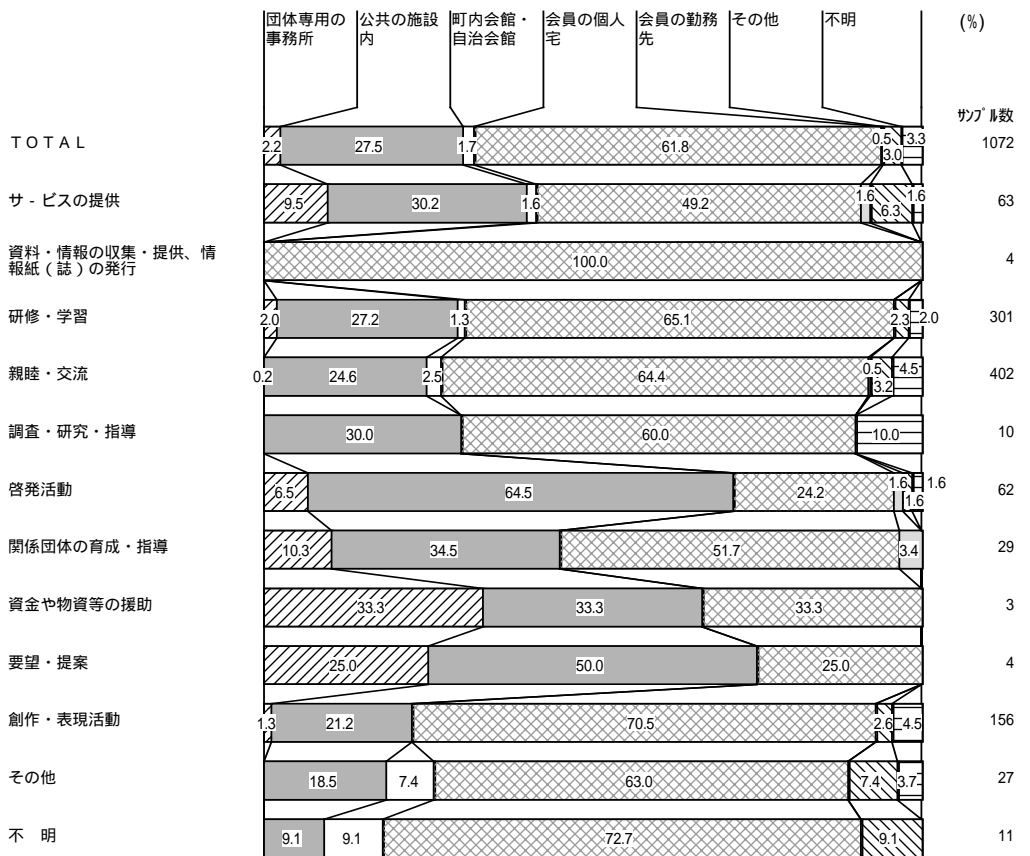 団体専用の
事務所
公共の施設
内
町内会館・
自治会館
会員の個人
宅
会員の勤務
先
その他
不明
(%)
ｻﾝﾌﾟﾙ数
ＴＯＴＡＬ 2.2 27.5 1.7 61.8 0.5 3.0 3.3 1072
サ - ビスの提供 9.5 30.2 1.6 49.2 1.6 6.3 1.6 63
資料・情報の収集・提供、情
報紙（誌）の発行 100.0 4
研修・学習 2.0 27.2 1.3 65.1 2.3 2.0 301
親睦・交流 0.2 24.6 2.5 64.4 0.5 3.2 4.5 402
調査・研究・指導 30.0 60.0 10.0 10
啓発活動 6.5 64.5 24.2 1.6 1.6 1.6 62
関係団体の育成・指導 10.3 34.5 51.7 3.4 29
資金や物資等の援助 33.3 33.3 33.3 3
要望・提案 25.0 50.0 25.0 4
創作・表現活動 1.3 21.2 70.5 2.6 4.5 156
その他 18.5 7.4 63.0 7.4 3.7 27
不　明 9.1 9.1 72.7 9.1 11